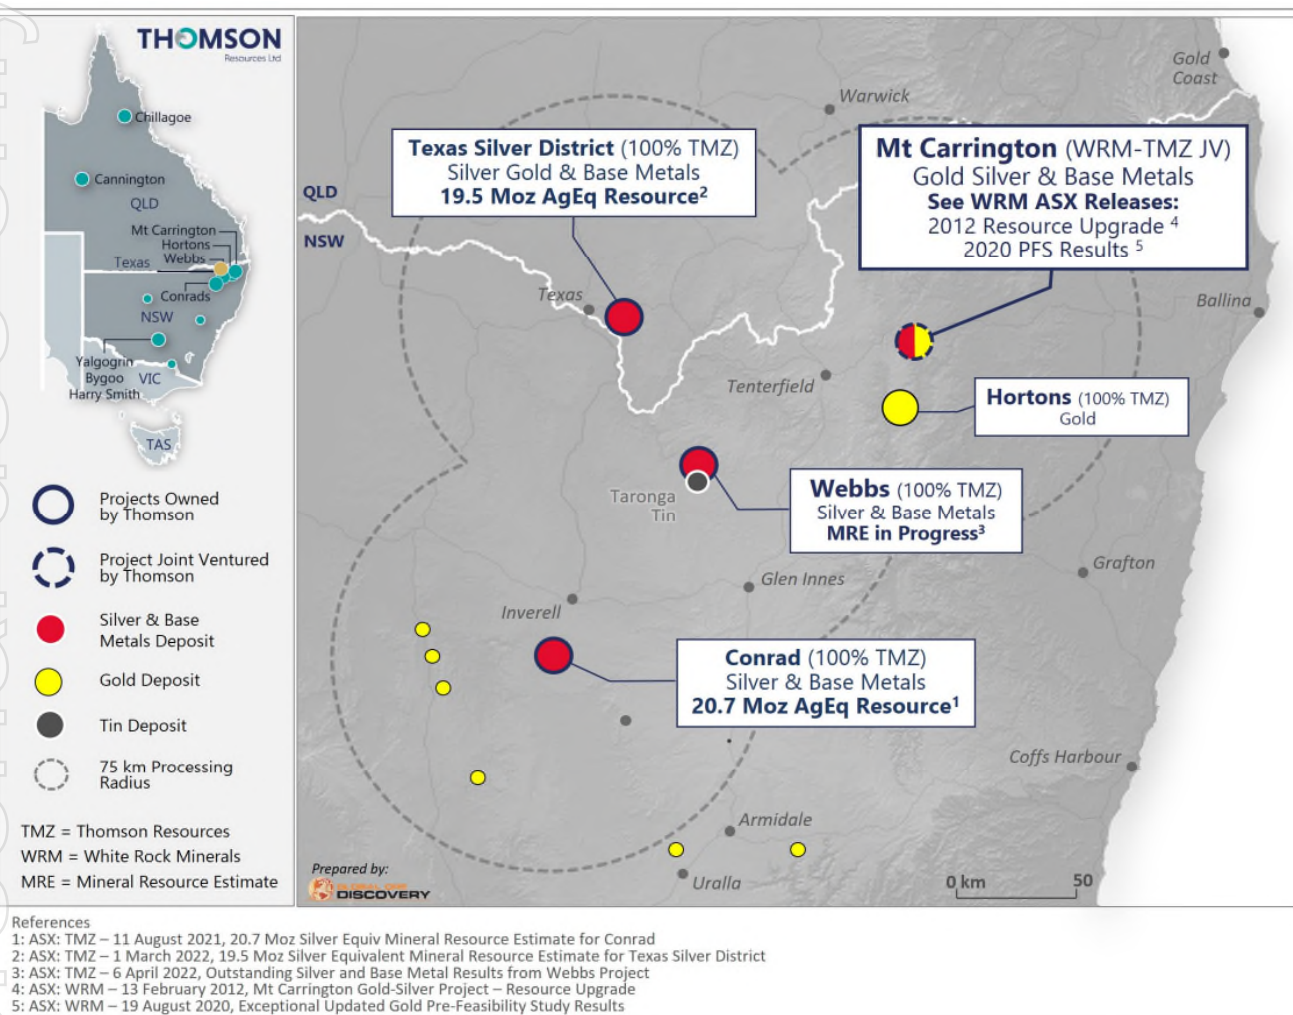 THOMSON
Resources Ltd
Chillagoe
Cannington
QLD
Mt Carrington
Hortons
Webbs
Texas
Conrads
NSW
Yalgogrin
Bygoo
Harry Smith
VIC
TAS
Projects Owned
by Thomson
Project Joint Ventured
by Thomson
Silver & Base
Metals Deposit
Gold Deposit
Tin Deposit
75 km Processing
Radius
TMZ = Thomson Resources
WRM = White Rock Minerals
MRE = Mineral Resource Estimate
Gold
Coast
Warwick
Texas Silver District (100% TMZ)
Silver Gold & Base Metals
19.5 Moz AgEq Resource²
Mt Carrington (WRM-TMZ JV)
Gold Silver & Base Metals
See WRM ASX Releases:
2012 Resource Upgrade ⁴
2020 PFS Results ⁵
QLD
NSW
Texas
Ballina
Tenterfield
Hortons (100% TMZ)
Gold
Taronga
Tin
Webbs (100% TMZ)
Silver & Base Metals
MRE in Progress³
Grafton
Glen Innes
Inverell
Conrad (100% TMZ)
Silver & Base Metals
20.7 Moz AgEq Resource¹
Coffs Harbour
Armidale
Uralla
Prepared by:
GLOBAL ORE
DISCOVERY
0 km 50
References
1: ASX: TMZ – 11 August 2021, 20.7 Moz Silver Equiv Mineral Resource Estimate for Conrad
2: ASX: TMZ – 1 March 2022, 19.5 Moz Silver Equivalent Mineral Resource Estimate for Texas Silver District
3: ASX: TMZ – 6 April 2022, Outstanding Silver and Base Metal Results from Webbs Project
4: ASX: WRM – 13 February 2012, Mt Carrington Gold-Silver Project – Resource Upgrade
5: ASX: WRM – 19 August 2020, Exceptional Updated Gold Pre-Feasibility Study Results